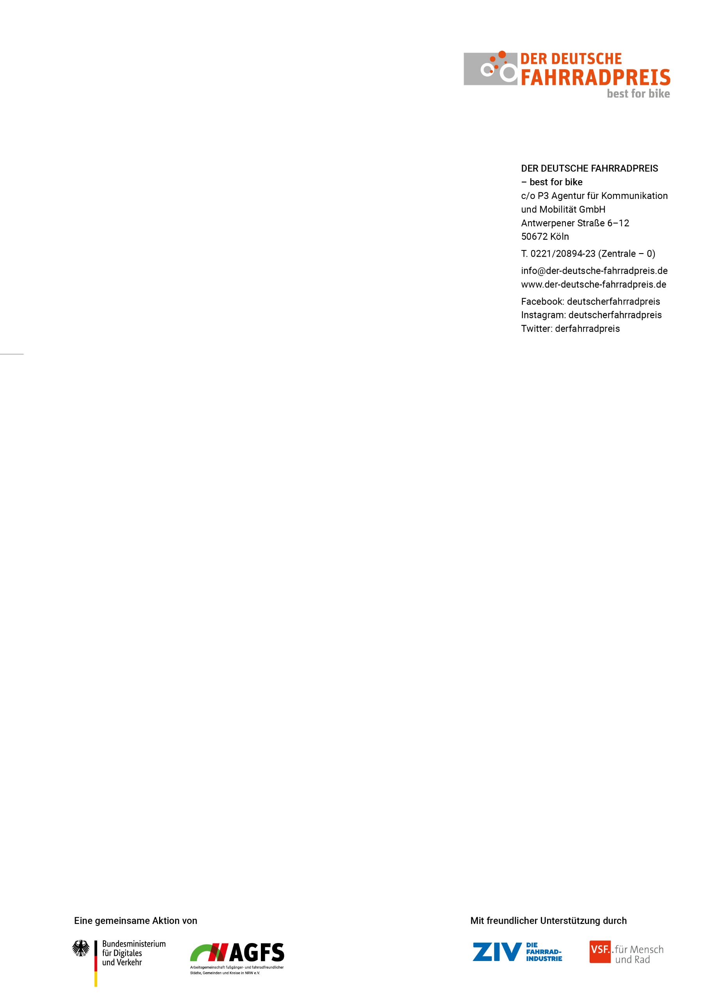 DER DEUTSCHE
FAHRRADPREIS
best for bike
DER DEUTSCHE FAHRRADPREIS
– best for bike
c/o P3 Agentur für Kommunikation
und Mobilität GmbH
Antwerpener Straße 6–12
50672 Köln
T. 0221/20894-23 (Zentrale – 0)
info@der-deutsche-fahrradpreis.de
www.der-deutsche-fahrradpreis.de
Facebook: deutscherfahrradpreis
Instagram: deutscherfahrradpreis
Twitter: derfahrradpreis
Eine gemeinsame Aktion von
Bundesministerium
für Digitales
und Verkehr
AGFS
Arbeitsgemeinschaft fußgänger- und fahrradfreundlicher
Städte, Gemeinden und Kreise in NRW e.V.
Mit freundlicher Unterstützung durch
ZIV
DIE
FAHRRAD-
INDUSTRIE
VSF..für Mensch
und Rad